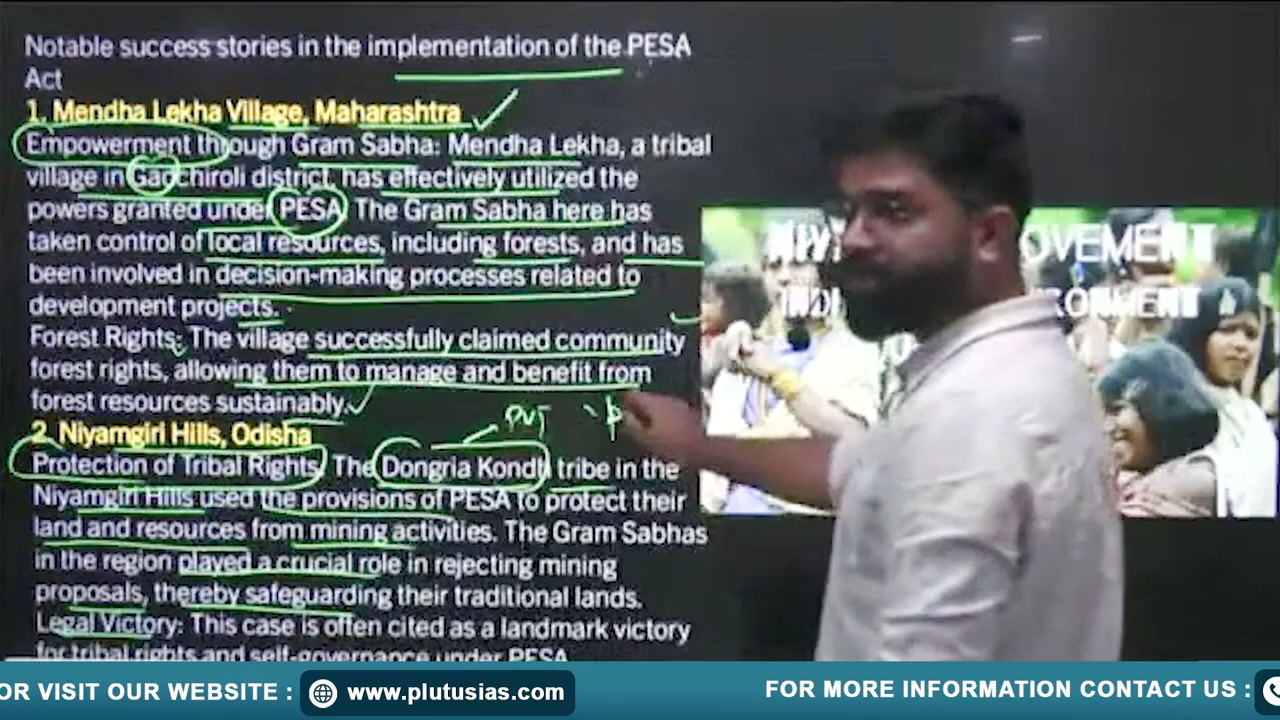 Notable success stories in the implementation of the PESA
Act
1. Mendha Lekha Village, Maharashtra
Empowerment through Gram Sabha: Mendha Lekha, a tribal
village in Gadchiroli district, has effectively utilized the
powers granted under PESA. The Gram Sabha here has
taken control of local resources, including forests, and has
been involved in decision-making processes related to
development projects.
Forest Rights: The village successfully claimed community
forest rights, allowing them to manage and benefit from
forest resources sustainably.
PVT
2. Niyamgiri Hills, Odisha
Protection of Tribal Rights: The Dongria Kondh tribe in the
Niyamgiri Hills used the provisions of PESA to protect their
land and resources from mining activities. The Gram Sabhas
in the region played a crucial role in rejecting mining
proposals, thereby safeguarding their traditional lands.
Legal Victory: This case is often cited as a landmark victory
for tribal rights and self-governance under PESA
OVEMENT
OR VISIT OUR WEBSITE : www.plutusias.com
FOR MORE INFORMATION CONTACT US :